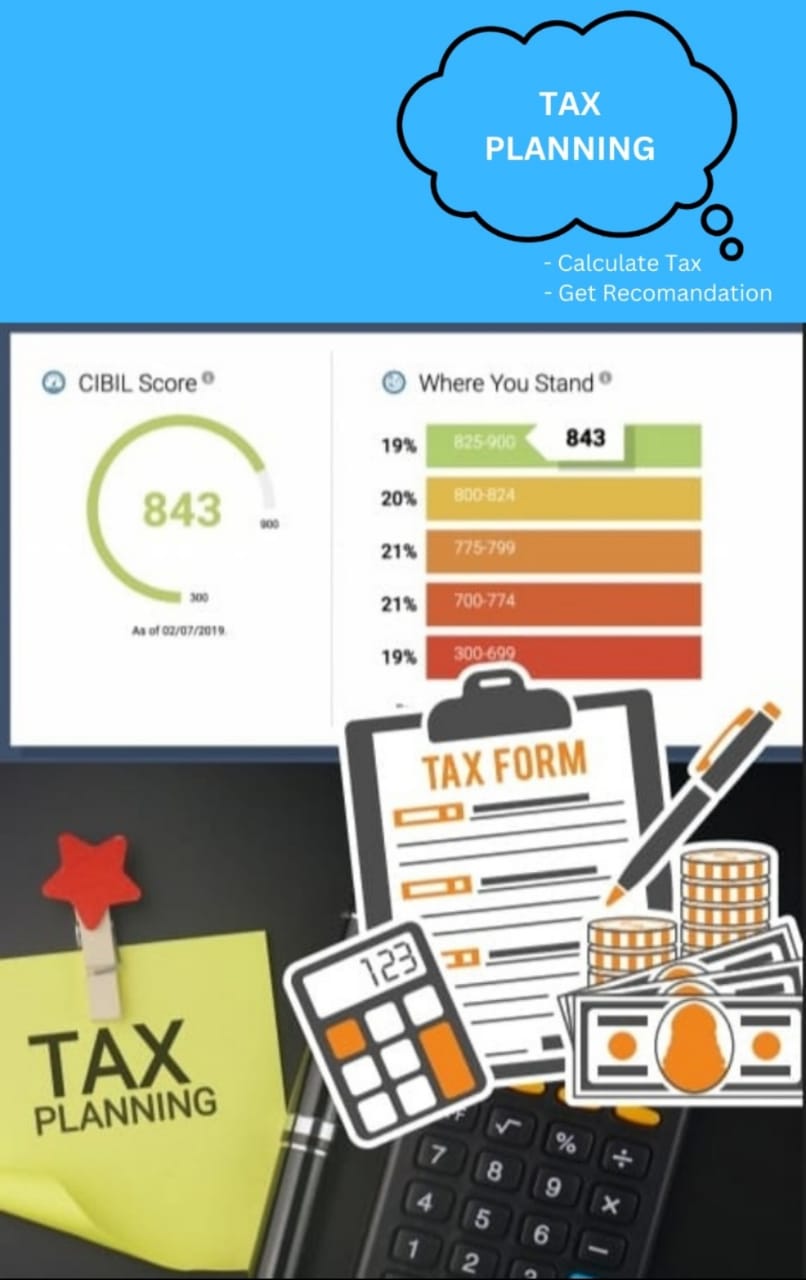 TAX
PLANNING
- Calculate Tax
- Get Recomandation
CIBIL Score
843
900
300
As of 02/07/2019.
Where You Stand
19% 825-900 843
20% 800-824
21% 775-799
21% 700-774
19% 300-699
TAX FORM
123
TAX
PLANNING
√ % ÷
7 8 9 ×
4 5 6 −
1 2